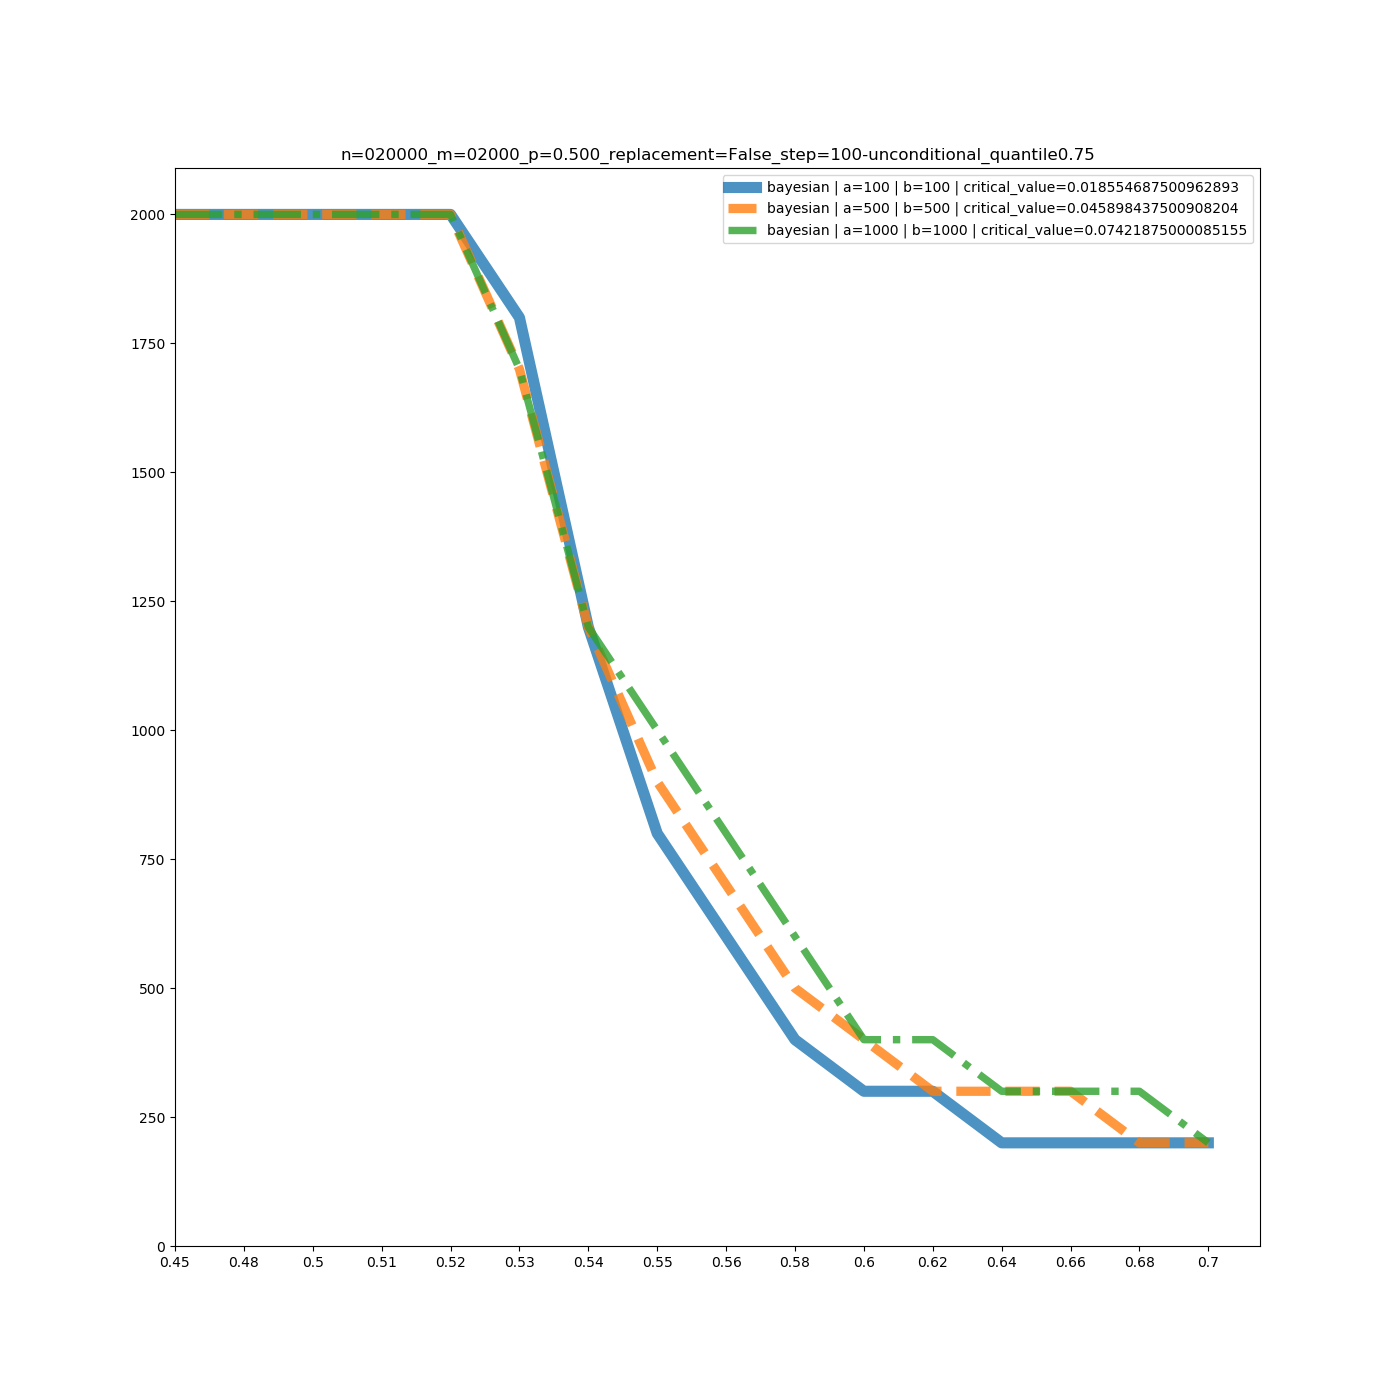 n=020000_m=02000_p=0.500_replacement=False_step=100-unconditional_quantile0.75
bayesian | a=100 | b=100 | critical_value=0.018554687500962893
bayesian | a=500 | b=500 | critical_value=0.045898437500908204
bayesian | a=1000 | b=1000 | critical_value=0.07421875000085155
2000
1750
1500
1250
1000
750
500
250
0
0.45 0.48 0.5 0.51 0.52 0.53 0.54 0.55 0.56 0.58 0.6 0.62 0.64 0.66 0.68 0.7